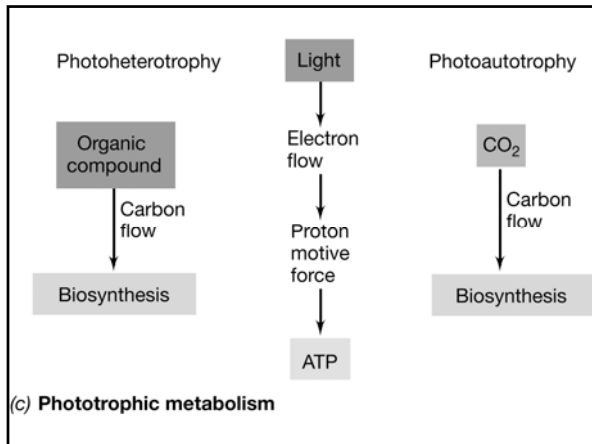 Photoheterotrophy
Light
Photoautotrophy
Organic
compound
Electron
flow
CO₂
Carbon
flow
Proton
motive
force
Carbon
flow
Biosynthesis
Biosynthesis
ATP
(c) Phototrophic metabolism